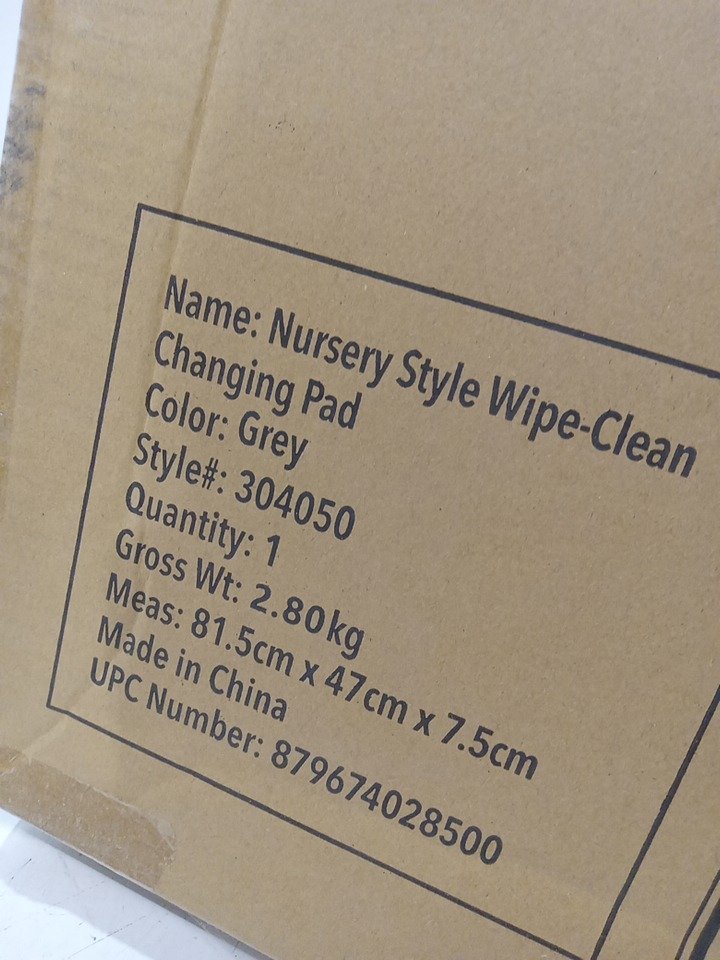 Name: Nursery Style Wipe-Clean
Changing Pad
Color: Grey
Style#: 304050
Quantity: 1
Gross Wt: 2.80kg
Meas: 81.5cm x 47cm x 7.5cm
Made in China
UPC Number: 879674028500